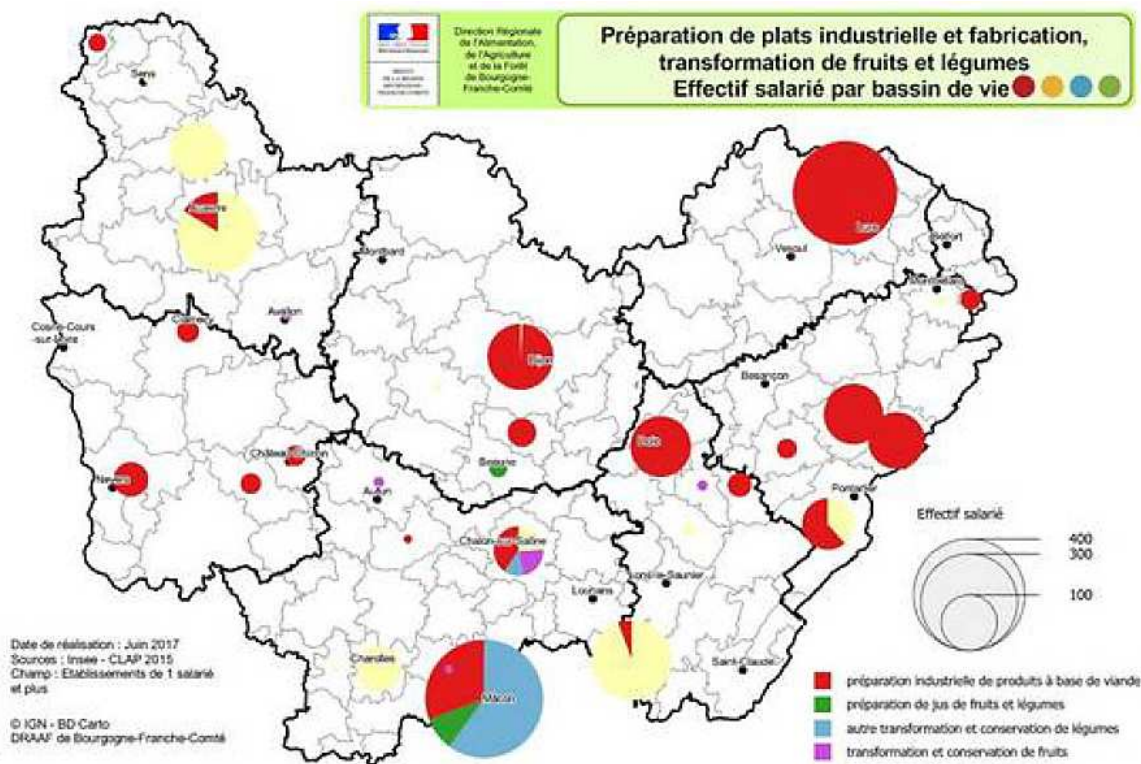 Direction Régionale
de l'Alimentation,
de l'Agriculture
et de la Forêt
de Bourgogne-
Franche-Comté
Préparation de plats industrielle et fabrication,
transformation de fruits et légumes
Effectif salarié par bassin de vie
Sens
Auxerre
Lure
Vesoul
Belfort
Montbard
Montbéliard
Avallon
Clamecy
Cosne-Cours
-sur-Loire
Dijon
Besançon
Dole
Château-Chinon
Beaune
Nevers
Autun
Pontarlier
Chalon-sur-Saône
Lons-le-Saunier
Louhans
Charolles
Saint-Claude
Mâcon
Effectif salarié
400
300
100
Date de réalisation : Juin 2017
Sources : Insee - CLAP 2015
Champ : Etablissements de 1 salarié
et plus
© IGN - BD Carto
DRAAF de Bourgogne-Franche-Comté
préparation industrielle de produits à base de viande
préparation de jus de fruits et légumes
autre transformation et conservation de légumes
transformation et conservation de fruits